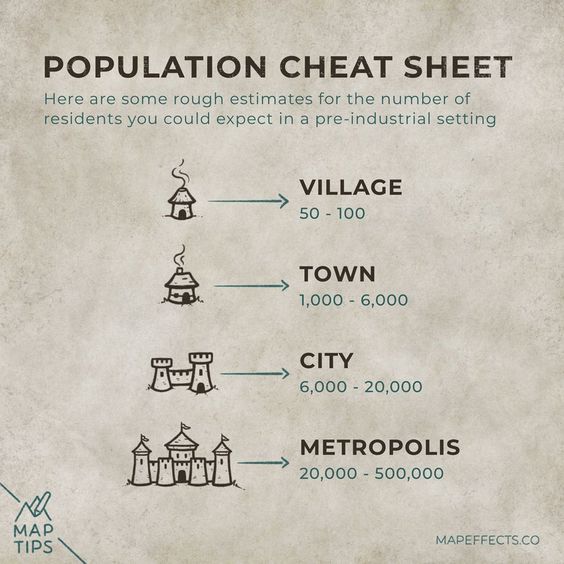 POPULATION CHEAT SHEET
Here are some rough estimates for the number of
residents you could expect in a pre-industrial setting
VILLAGE
50 - 100
TOWN
1,000 - 6,000
CITY
6,000 - 20,000
METROPOLIS
20,000 - 500,000
MAP
TIPS
MAPEFFECTS.CO